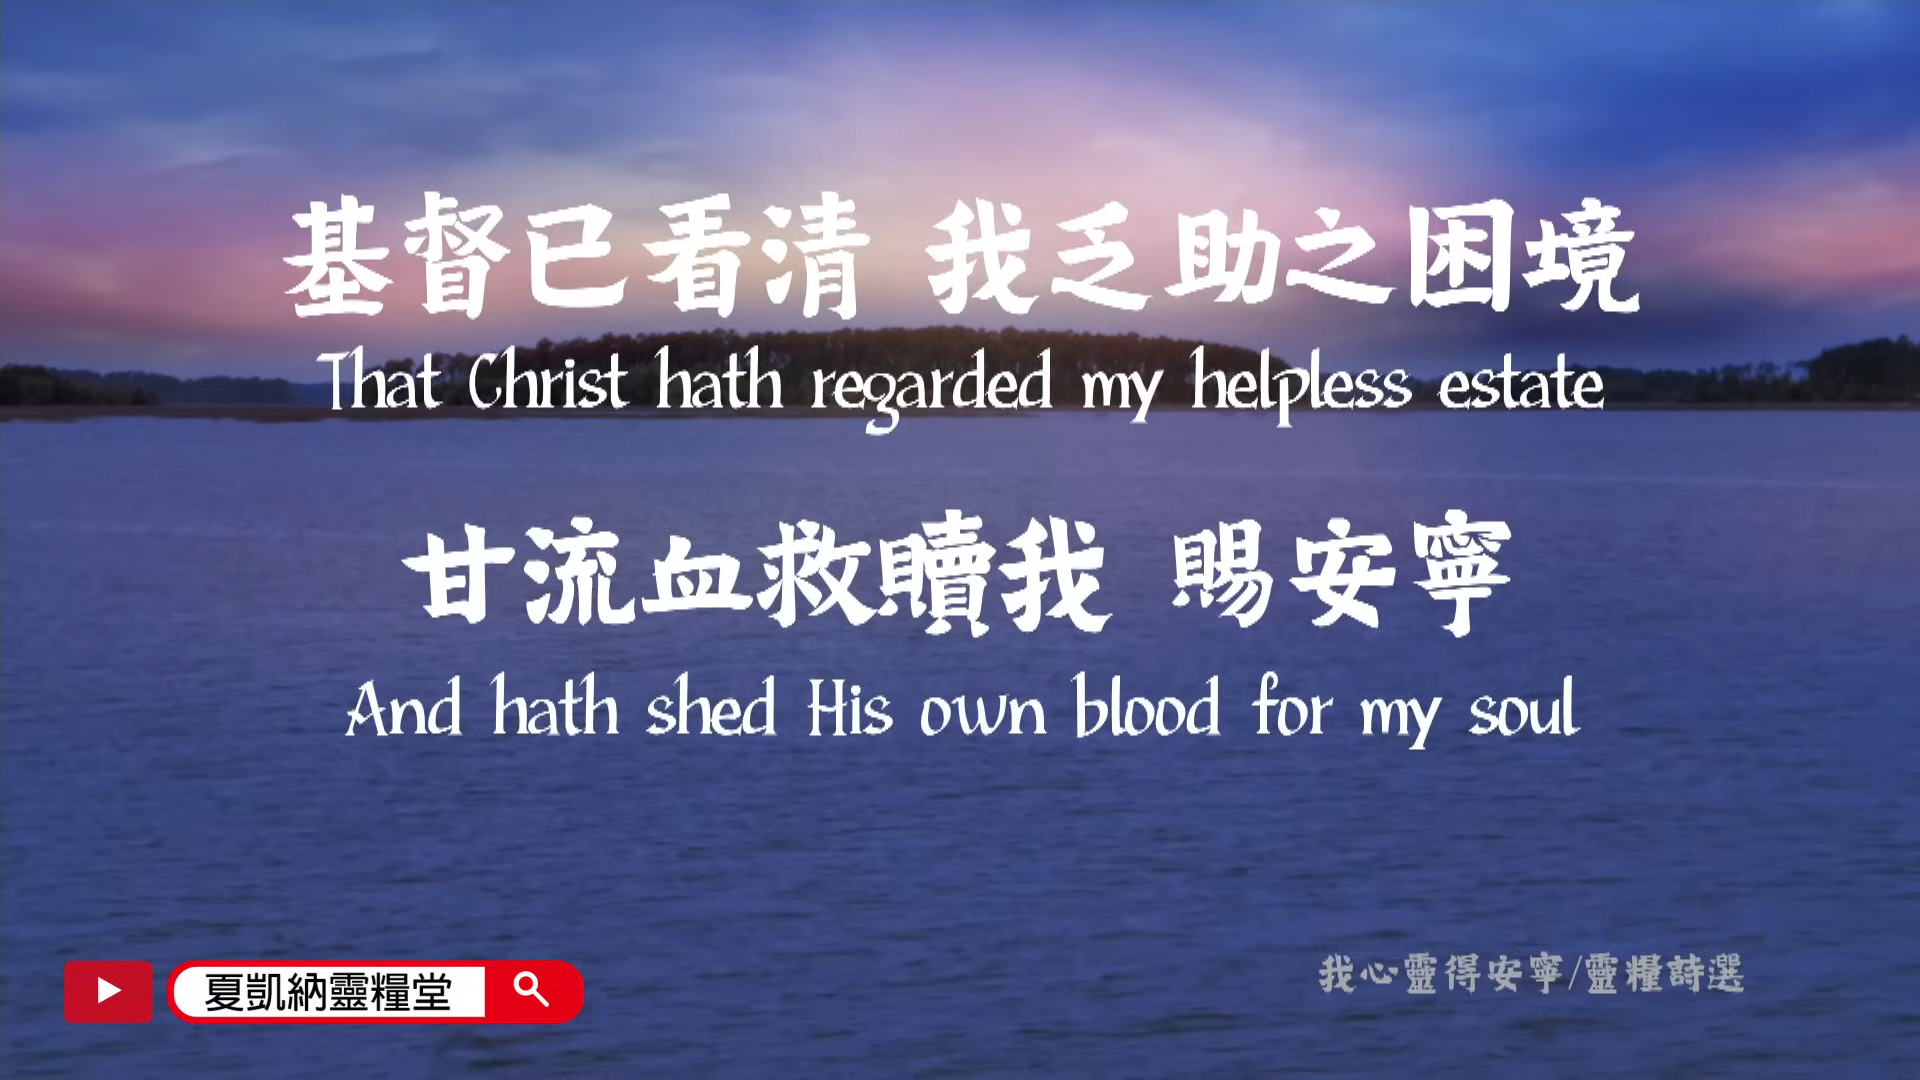 基督已看清 我乏助之困境
That Christ hath regarded my helpless estate
甘流血救贖我 賜安寧
And hath shed His own blood for my soul
夏凱納靈糧堂
我心靈得安寧/靈糧詩選